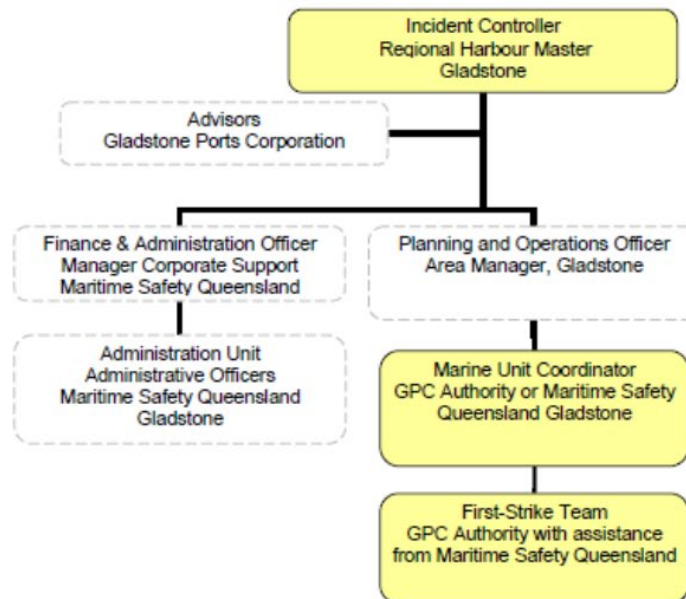 Incident Controller
Regional Harbour Master
Gladstone
Advisors
Gladstone Ports Corporation
Finance & Administration Officer
Manager Corporate Support
Maritime Safety Queensland
Planning and Operations Officer
Area Manager, Gladstone
Administration Unit
Administrative Officers
Maritime Safety Queensland
Gladstone
Marine Unit Coordinator
GPC Authority or Maritime Safety
Queensland Gladstone
First-Strike Team
GPC Authority with assistance
from Maritime Safety Queensland